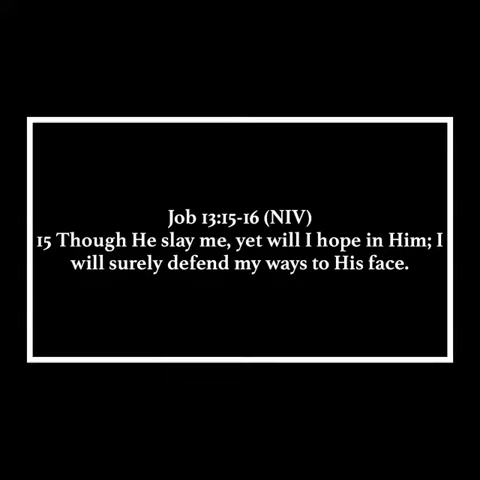 Job 13:15-16 (NIV)
15 Though He slay me, yet will I hope in Him; I
will surely defend my ways to His face.